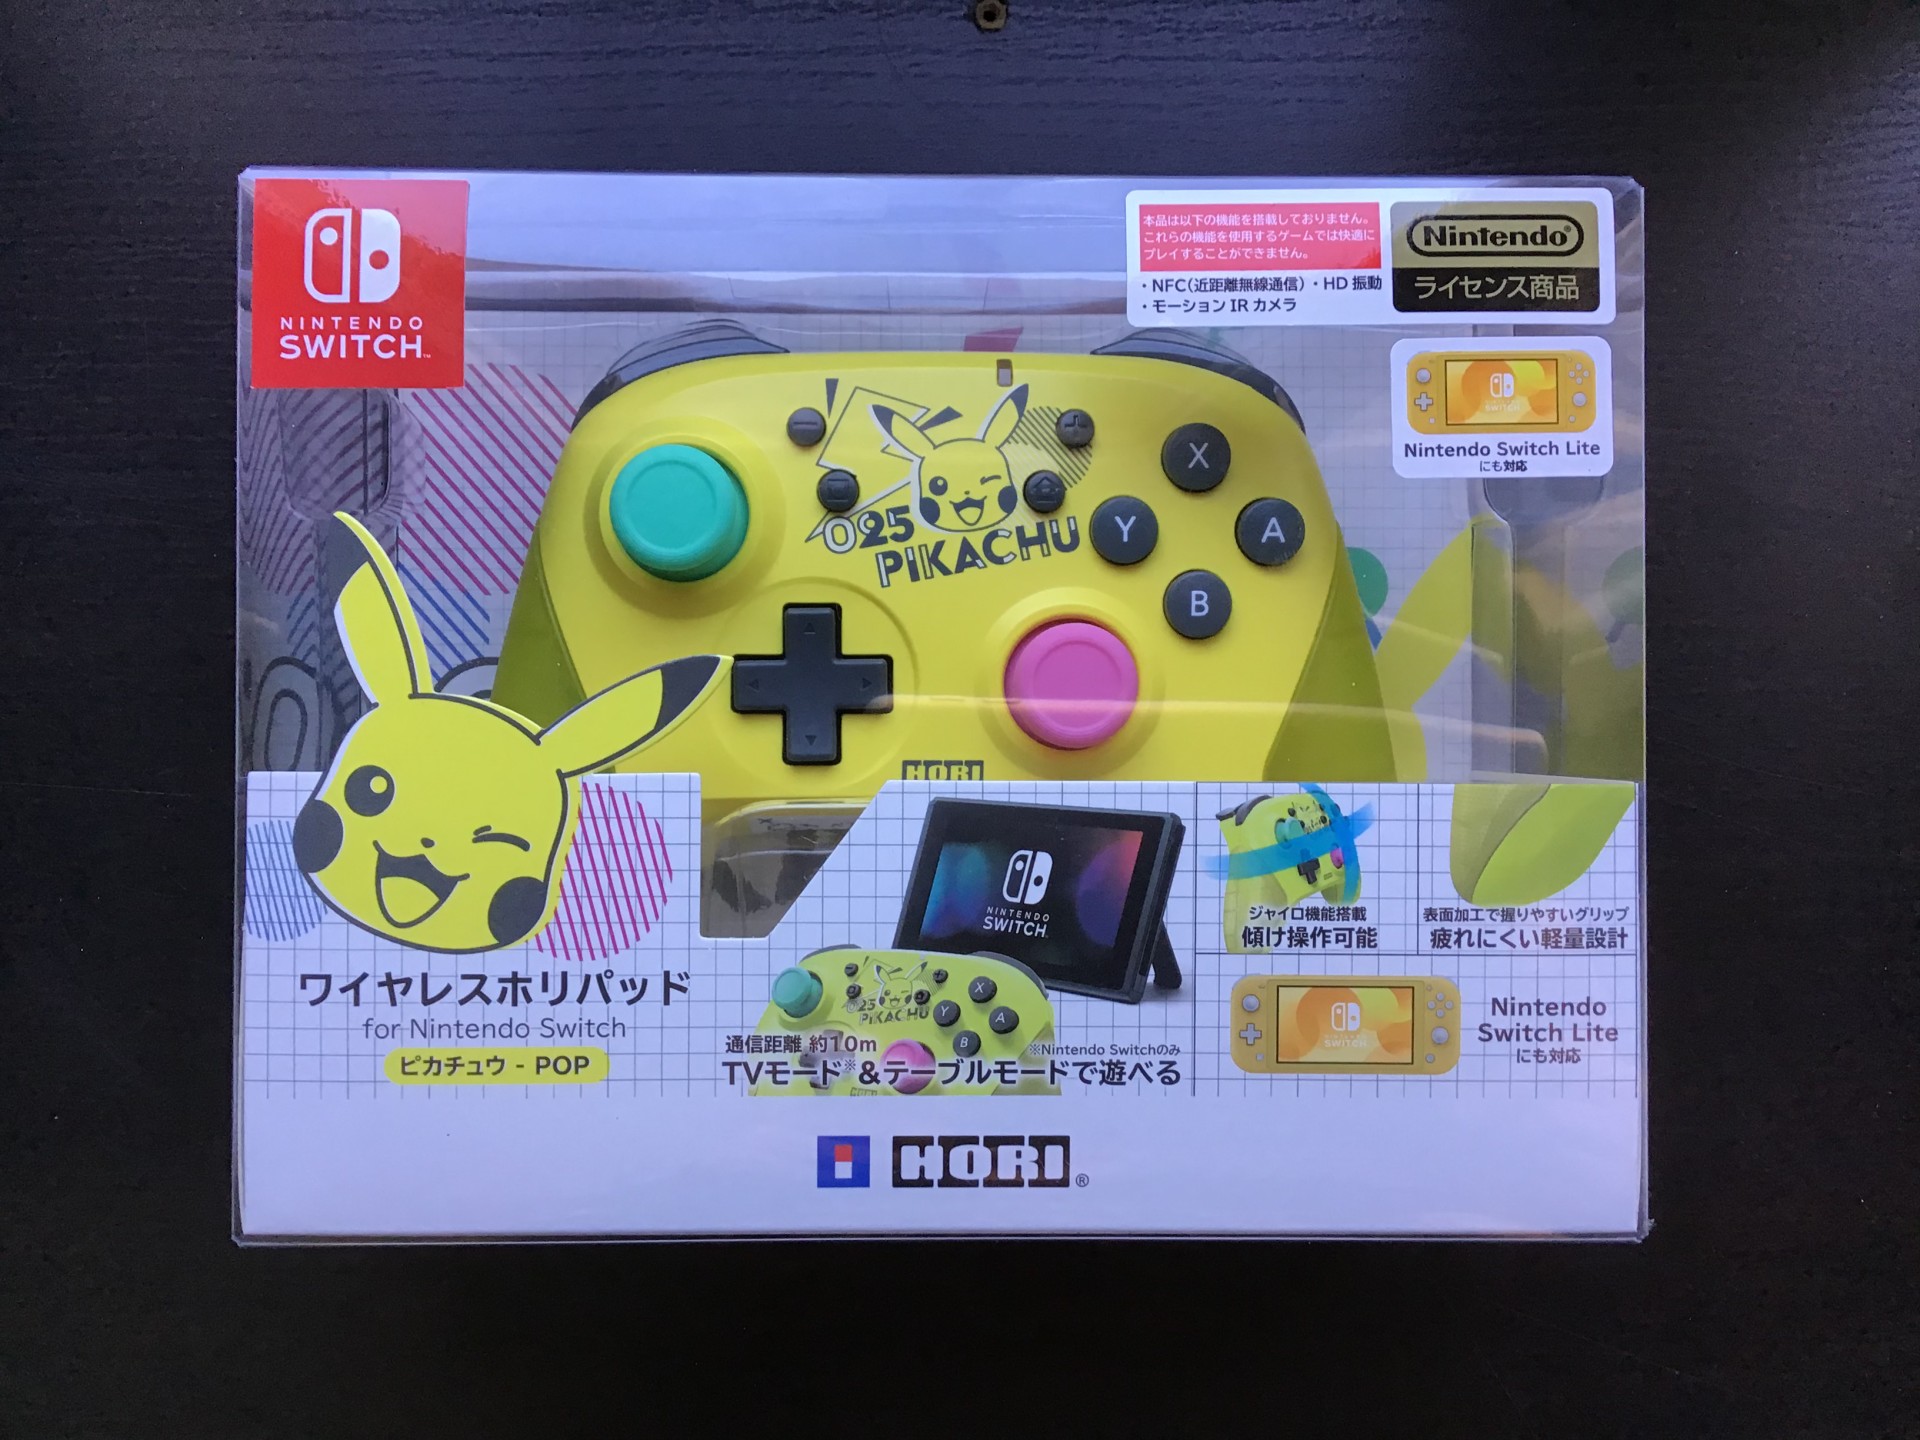 NINTENDO
SWITCH
本品は以下の機能を搭載しておりません。
これらの機能を使用するゲームでは快適に
プレイすることができません。
・NFC(近距離無線通信)・HD 振動
・モーション IR カメラ
Nintendo
ライセンス商品
Nintendo Switch Lite
にも対応
X
Y
A
B
025
PIKACHU
HORI
ワイヤレスホリパッド
for Nintendo Switch
ピカチュウ - POP
NINTENDO
SWITCH
X
Y
A
B
025
PIKACHU
通信距離 約10m
※Nintendo Switchのみ
TVモード※&テーブルモードで遊べる
ジャイロ機能搭載
傾け操作可能
表面加工で握りやすいグリップ
疲れにくい軽量設計
Nintendo
Switch Lite
にも対応
HORI®